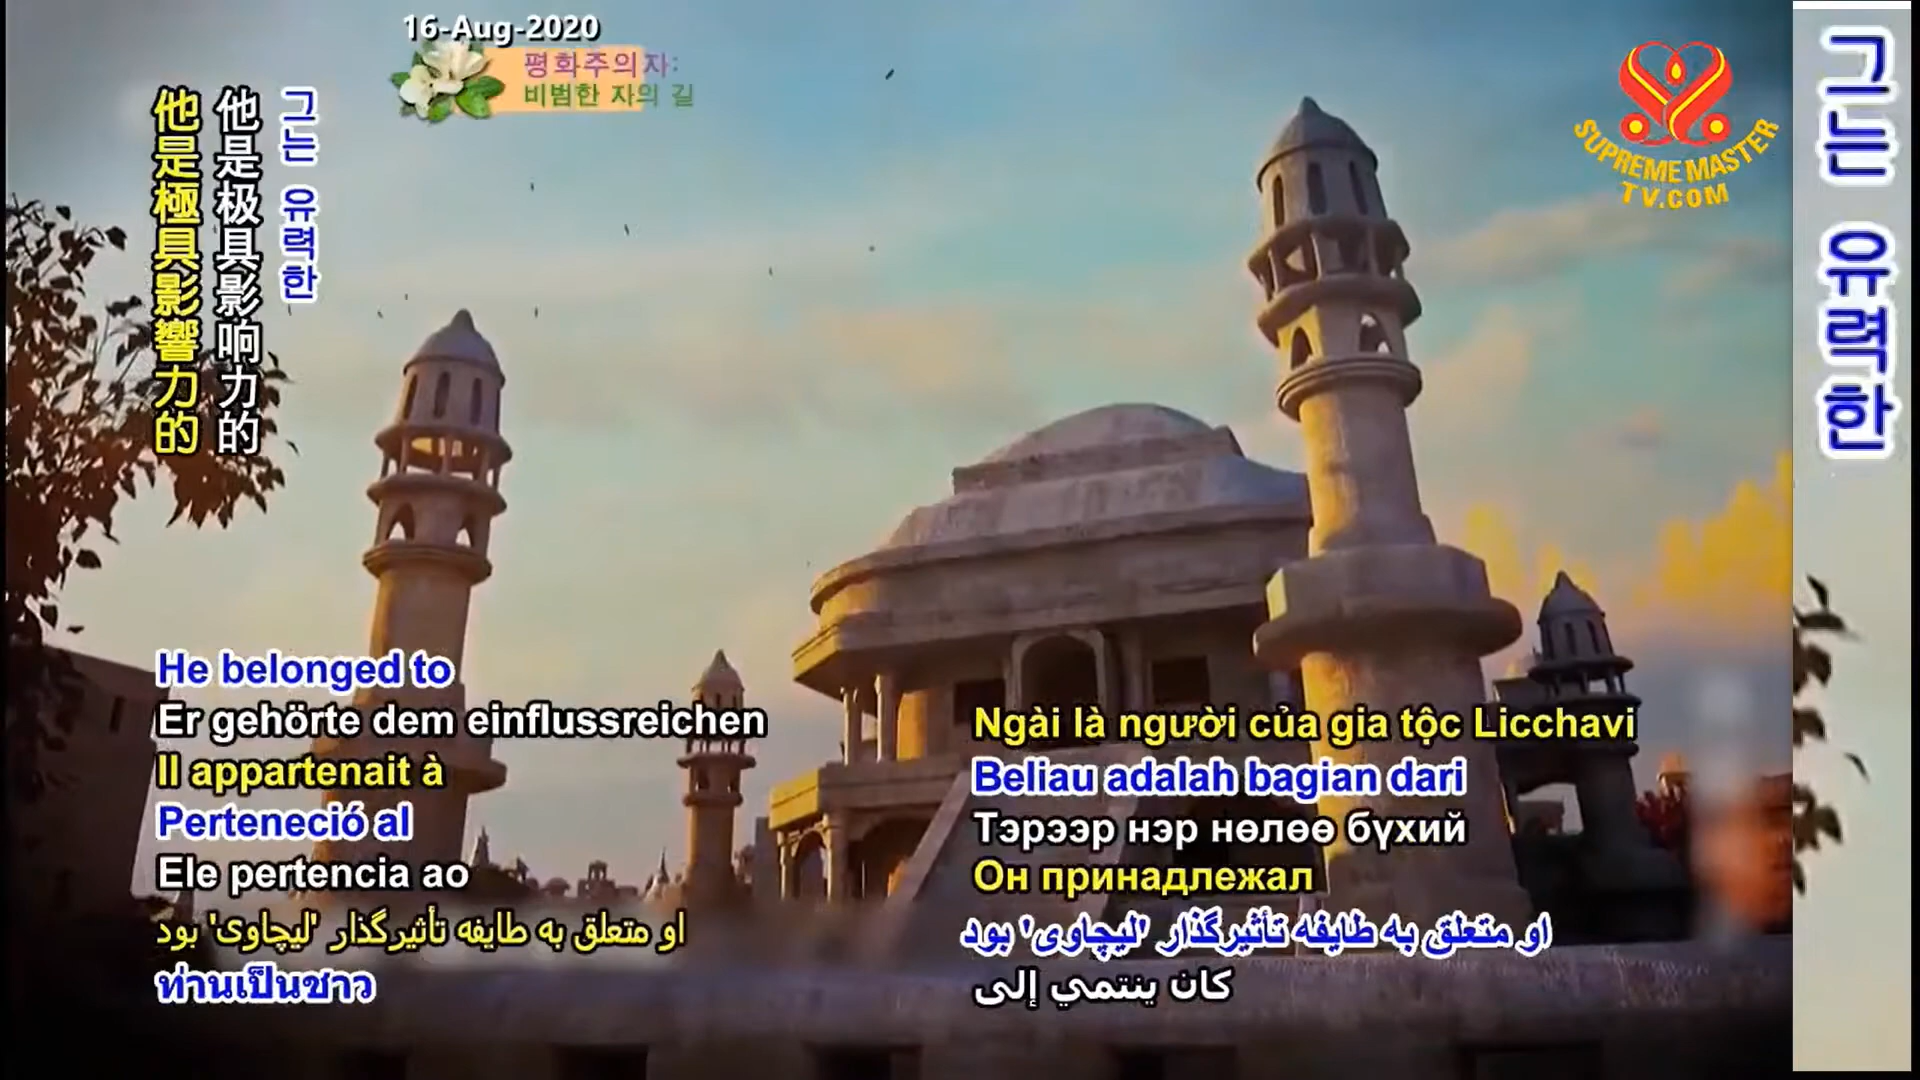 16-Aug-2020
평화주의자:
비범한 자의 길
SUPREME MASTER
TV.COM
그는 유력한
그는 유력한
他是极具影响力的
他是極具影響力的
He belonged to
Er gehörte dem einflussreichen
Il appartenait à
Perteneció al
Ele pertencia ao
او متعلق به طایفه تأثیرگذار 'لیچاوی' بود
ท่านเป็นชาว
Ngài là người của gia tộc Licchavi
Beliau adalah bagian dari
Тэрээр нэр нөлөө бүхий
Он принадлежал
او متعلق به طایفه تأثیرگذار 'لیچاوی' بود
كان ينتمي إلى